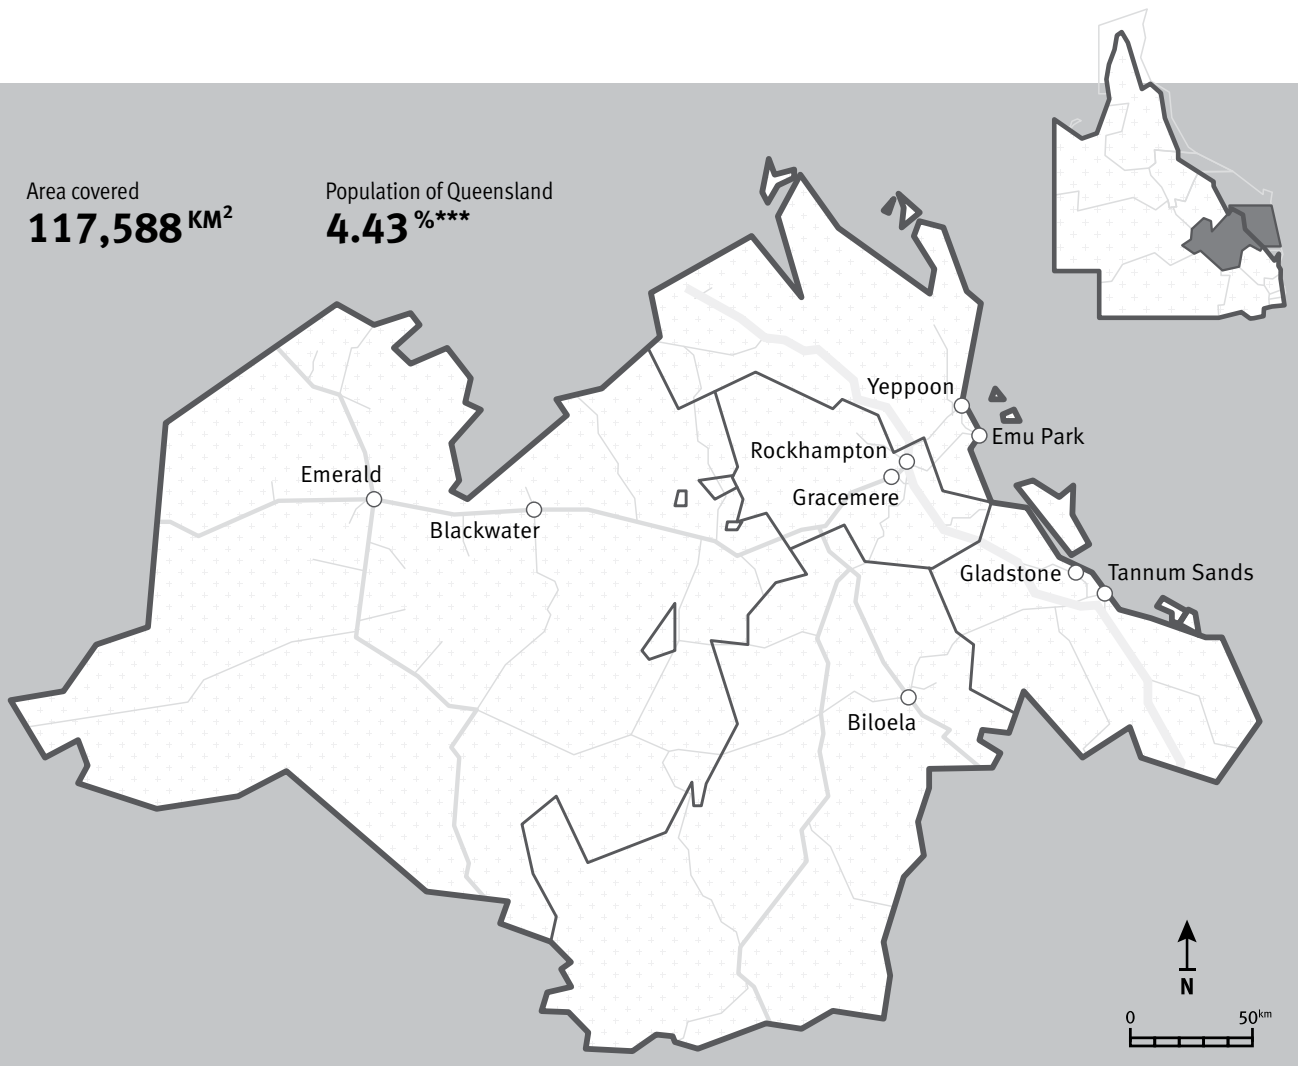 Area covered
117,588 KM²
Population of Queensland
4.43 %***
Yeppoon
Emu Park
Rockhampton
Gracemere
Emerald
Blackwater
Gladstone
Tannum Sands
Biloela
N
0 50km